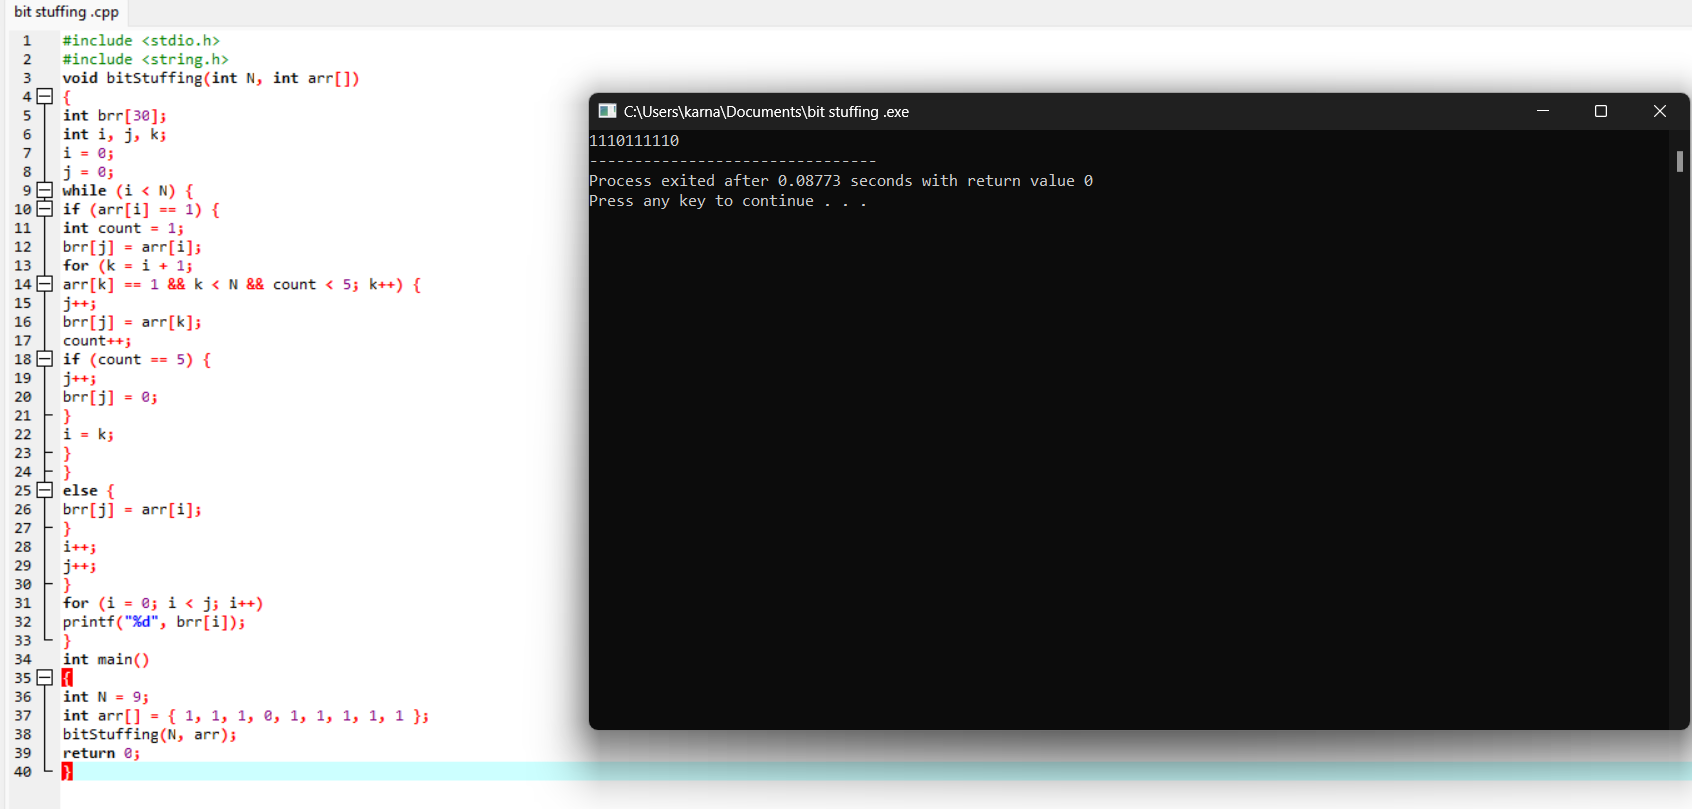 bit stuffing .cpp
1 #include <stdio.h>
2 #include <string.h>
3 void bitStuffing(int N, int arr[])
4 {
5 int brr[30];
6 int i, j, k;
7 i = 0;
8 j = 0;
9 while (i < N) {
10 if (arr[i] == 1) {
11 int count = 1;
12 brr[j] = arr[i];
13 for (k = i + 1;
14 arr[k] == 1 && k < N && count < 5; k++) {
15 j++;
16 brr[j] = arr[k];
17 count++;
18 if (count == 5) {
19 j++;
20 brr[j] = 0;
21 }
22 i = k;
23 }
24 }
25 else {
26 brr[j] = arr[i];
27 }
28 i++;
29 j++;
30 }
31 for (i = 0; i < j; i++)
32 printf("%d", brr[i]);
33 }
34 int main()
35 {
36 int N = 9;
37 int arr[] = { 1, 1, 1, 0, 1, 1, 1, 1, 1 };
38 bitStuffing(N, arr);
39 return 0;
40 }
C:\Users\karna\Documents\bit stuffing .exe
1110111110
--------------------------------
Process exited after 0.08773 seconds with return value 0
Press any key to continue . . .